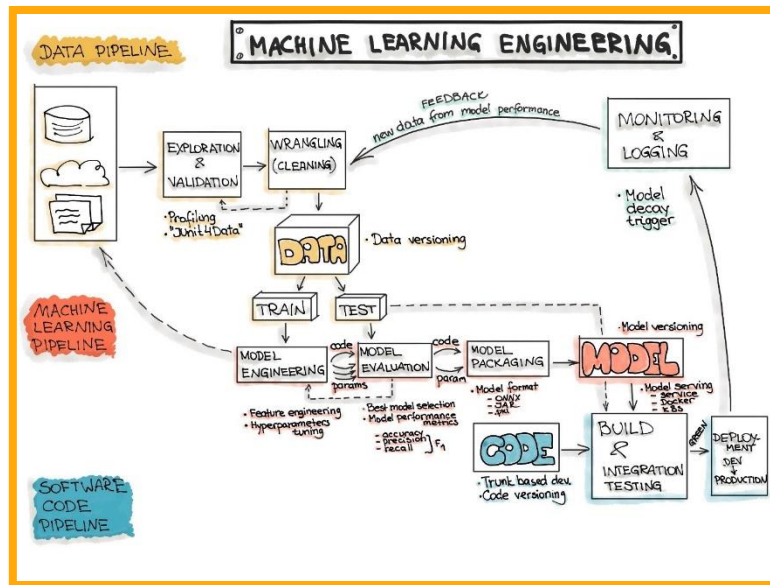 DATA PIPELINE
MACHINE LEARNING ENGINEERING
EXPLORATION
&
VALIDATION
• Profiling
• "JUnit4Data"
WRANGLING
(CLEANING)
FEEDBACK
new data from model performance
MONITORING
&
LOGGING
• Model
decay
trigger
DATA
• Data versioning
TRAIN
TEST
MACHINE
LEARNING
PIPELINE
MODEL
ENGINEERING
code
params
• Feature engineering
• Hyperparameters
tuning
MODEL
EVALUATION
code
param
• Best model selection
• Model performance
metrics
- accuracy
- precision
- recall
F1
MODEL
PACKAGING
• Model format
- ONNX
- JAR
- .pkl
• Model versioning
MODEL
• Model serving
- service
- Docker
- K8S
CODE
• Trunk based dev.
• Code versioning
BUILD
&
INTEGRATION
TESTING
GREEN
DEPLOY-
MENT
DEV
PRODUCTION
SOFTWARE
CODE
PIPELINE